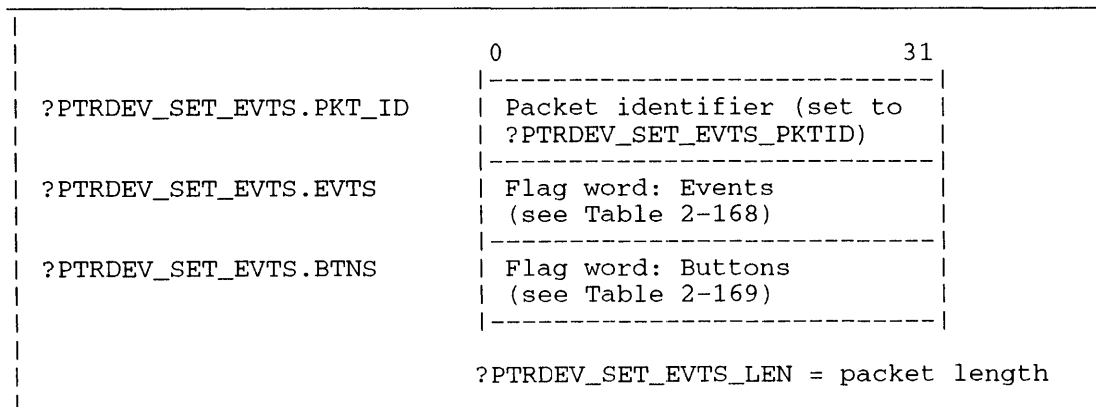 0 31
?PTRDEV_SET_EVTS.PKT_ID Packet identifier (set to
?PTRDEV_SET_EVTS_PKTID)
?PTRDEV_SET_EVTS.EVTS Flag word: Events
(see Table 2-168)
?PTRDEV_SET_EVTS.BTNS Flag word: Buttons
(see Table 2-169)
?PTRDEV_SET_EVTS_LEN = packet length